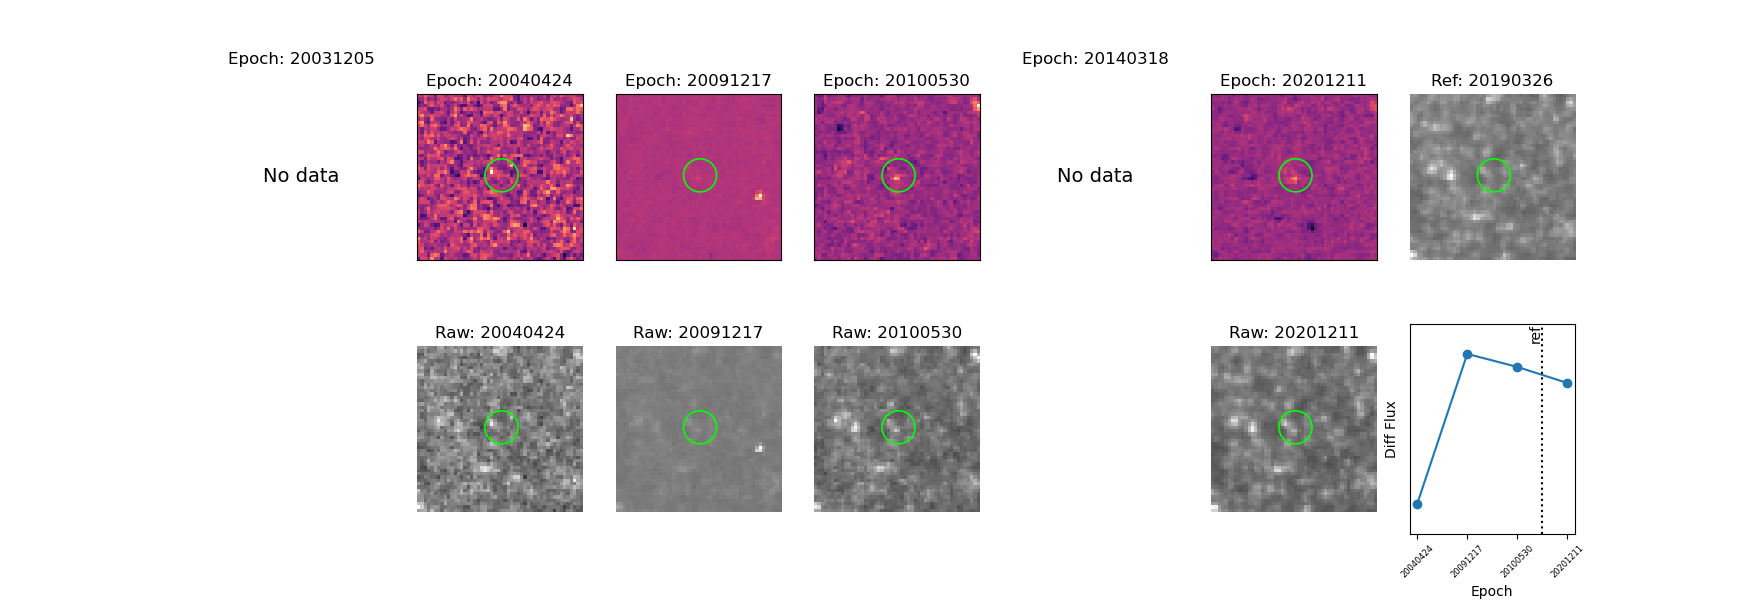 Epoch: 20031205
Epoch: 20040424
Epoch: 20091217
Epoch: 20100530
Epoch: 20140318
Epoch: 20201211
Ref: 20190326
No data
No data
Raw: 20040424
Raw: 20091217
Raw: 20100530
Raw: 20201211
ref
Diff Flux
20040424
20091217
20100530
20201211
Epoch